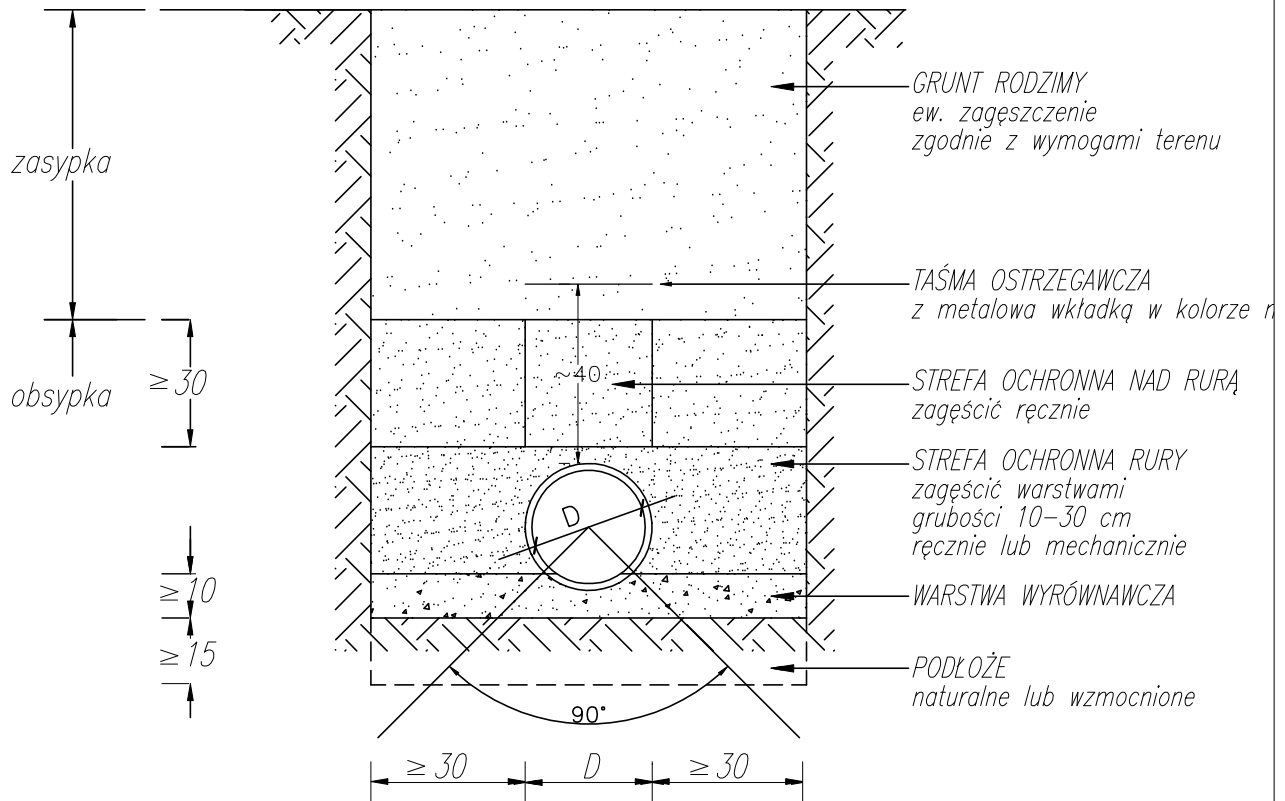 GRUNT RODZIMY
ew. zagęszczenie
zgodnie z wymogami terenu
zasypka
TAŚMA OSTRZEGAWCZA
z metalowa wkładką w kolorze
≥ 30
~40
obsypka
STREFA OCHRONNA NAD RURĄ
zagęścić ręcznie
STREFA OCHRONNA RURY
zagęścić warstwami
grubości 10-30 cm
ręcznie lub mechanicznie
D
≥ 10
WARSTWA WYRÓWNAWCZA
≥ 15
PODŁOŻE
naturalne lub wzmocnione
90°
≥ 30
D
≥ 30